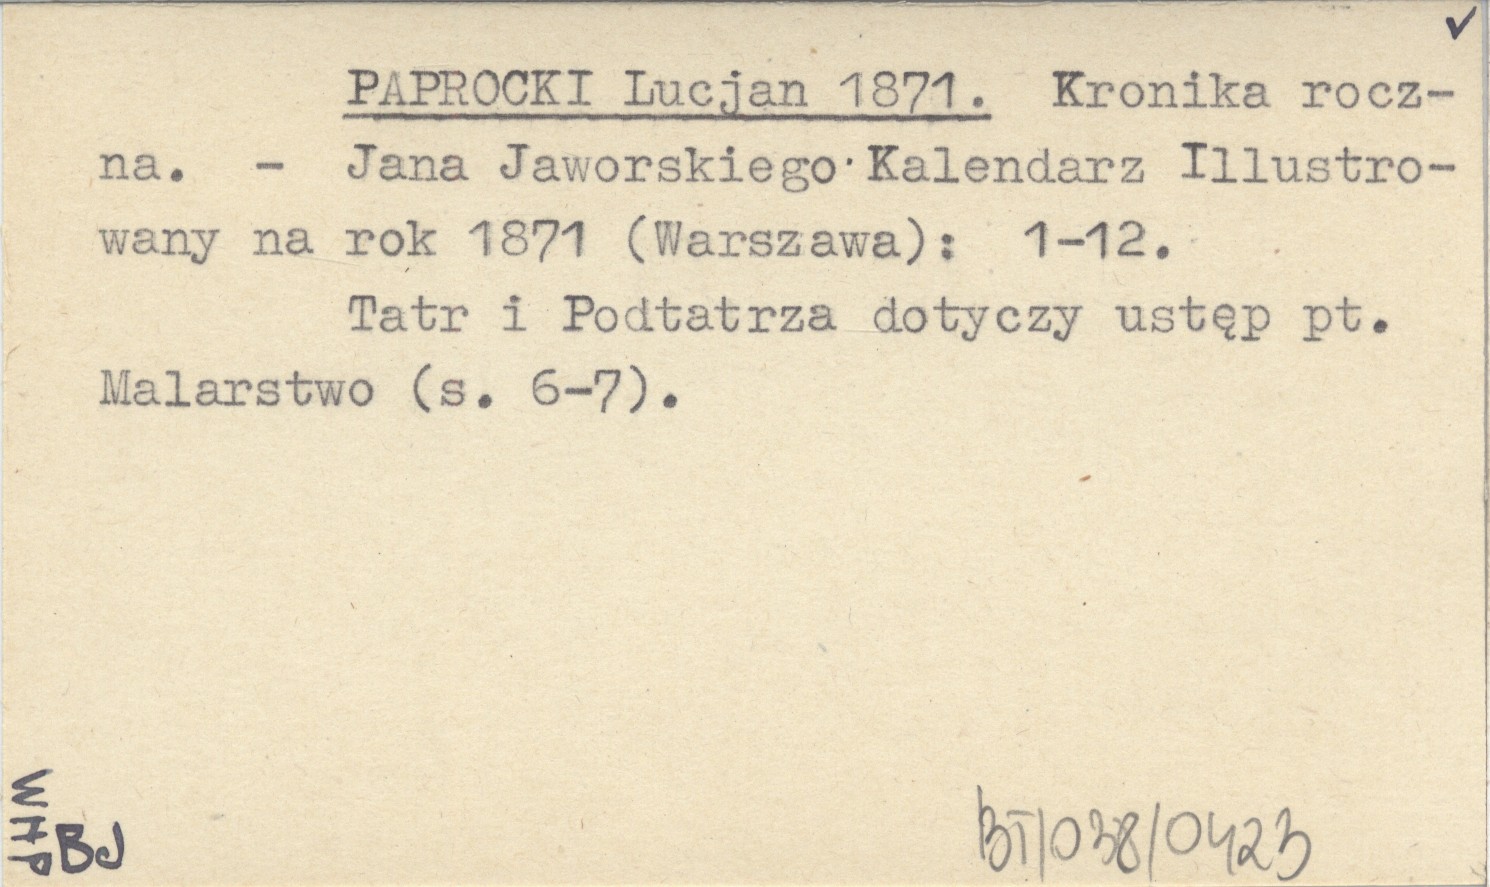 ✓
PAPROCKI Lucjan 1871. Kronika rocz-
na. - Jana Jaworskiego Kalendarz Illustro-
wany na rok 1871 (Warszawa): 1-12.
Tatr i Podtatrza dotyczy ustęp pt.
Malarstwo (s. 6-7).
BJ
BT/038/0423